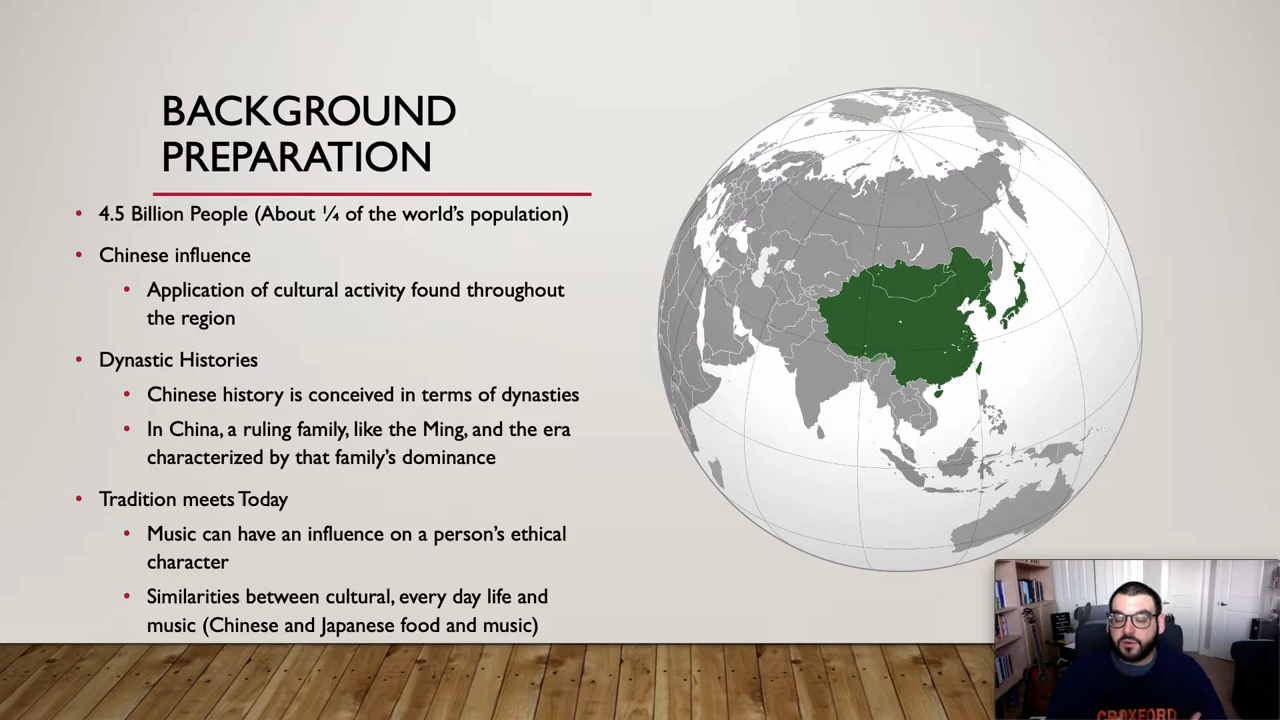 BACKGROUND
PREPARATION
• 4.5 Billion People (About ¼ of the world's population)
• Chinese influence
• Application of cultural activity found throughout
the region
• Dynastic Histories
• Chinese history is conceived in terms of dynasties
• In China, a ruling family, like the Ming, and the era
characterized by that family's dominance
• Tradition meets Today
• Music can have an influence on a person's ethical
character
• Similarities between cultural, every day life and
music (Chinese and Japanese food and music)